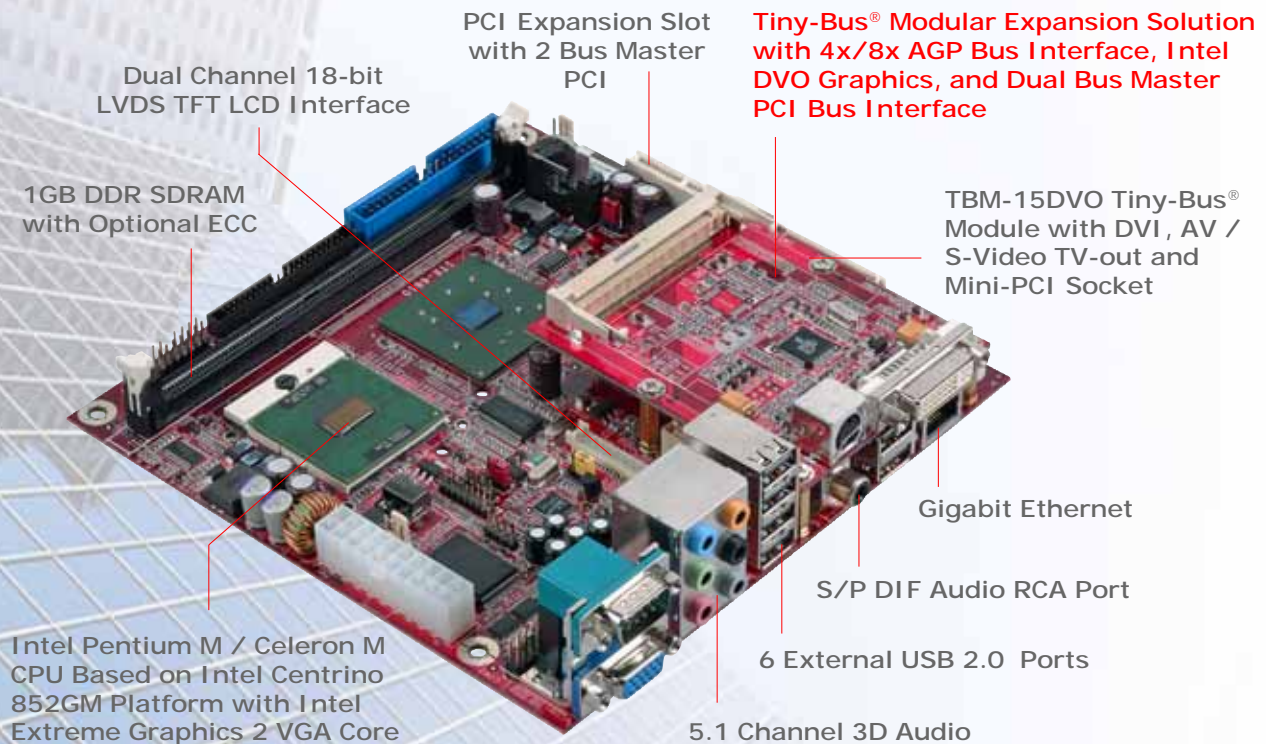 PCI Expansion Slot
with 2 Bus Master
PCI
Tiny-Bus® Modular Expansion Solution
with 4x/8x AGP Bus Interface, Intel
DVO Graphics, and Dual Bus Master
PCI Bus Interface
Dual Channel 18-bit
LVDS TFT LCD Interface
1GB DDR SDRAM
with Optional ECC
TBM-15DVO Tiny-Bus®
Module with DVI, AV /
S-Video TV-out and
Mini-PCI Socket
Gigabit Ethernet
S/P DIF Audio RCA Port
6 External USB 2.0 Ports
5.1 Channel 3D Audio
Intel Pentium M / Celeron M
CPU Based on Intel Centrino
852GM Platform with Intel
Extreme Graphics 2 VGA Core